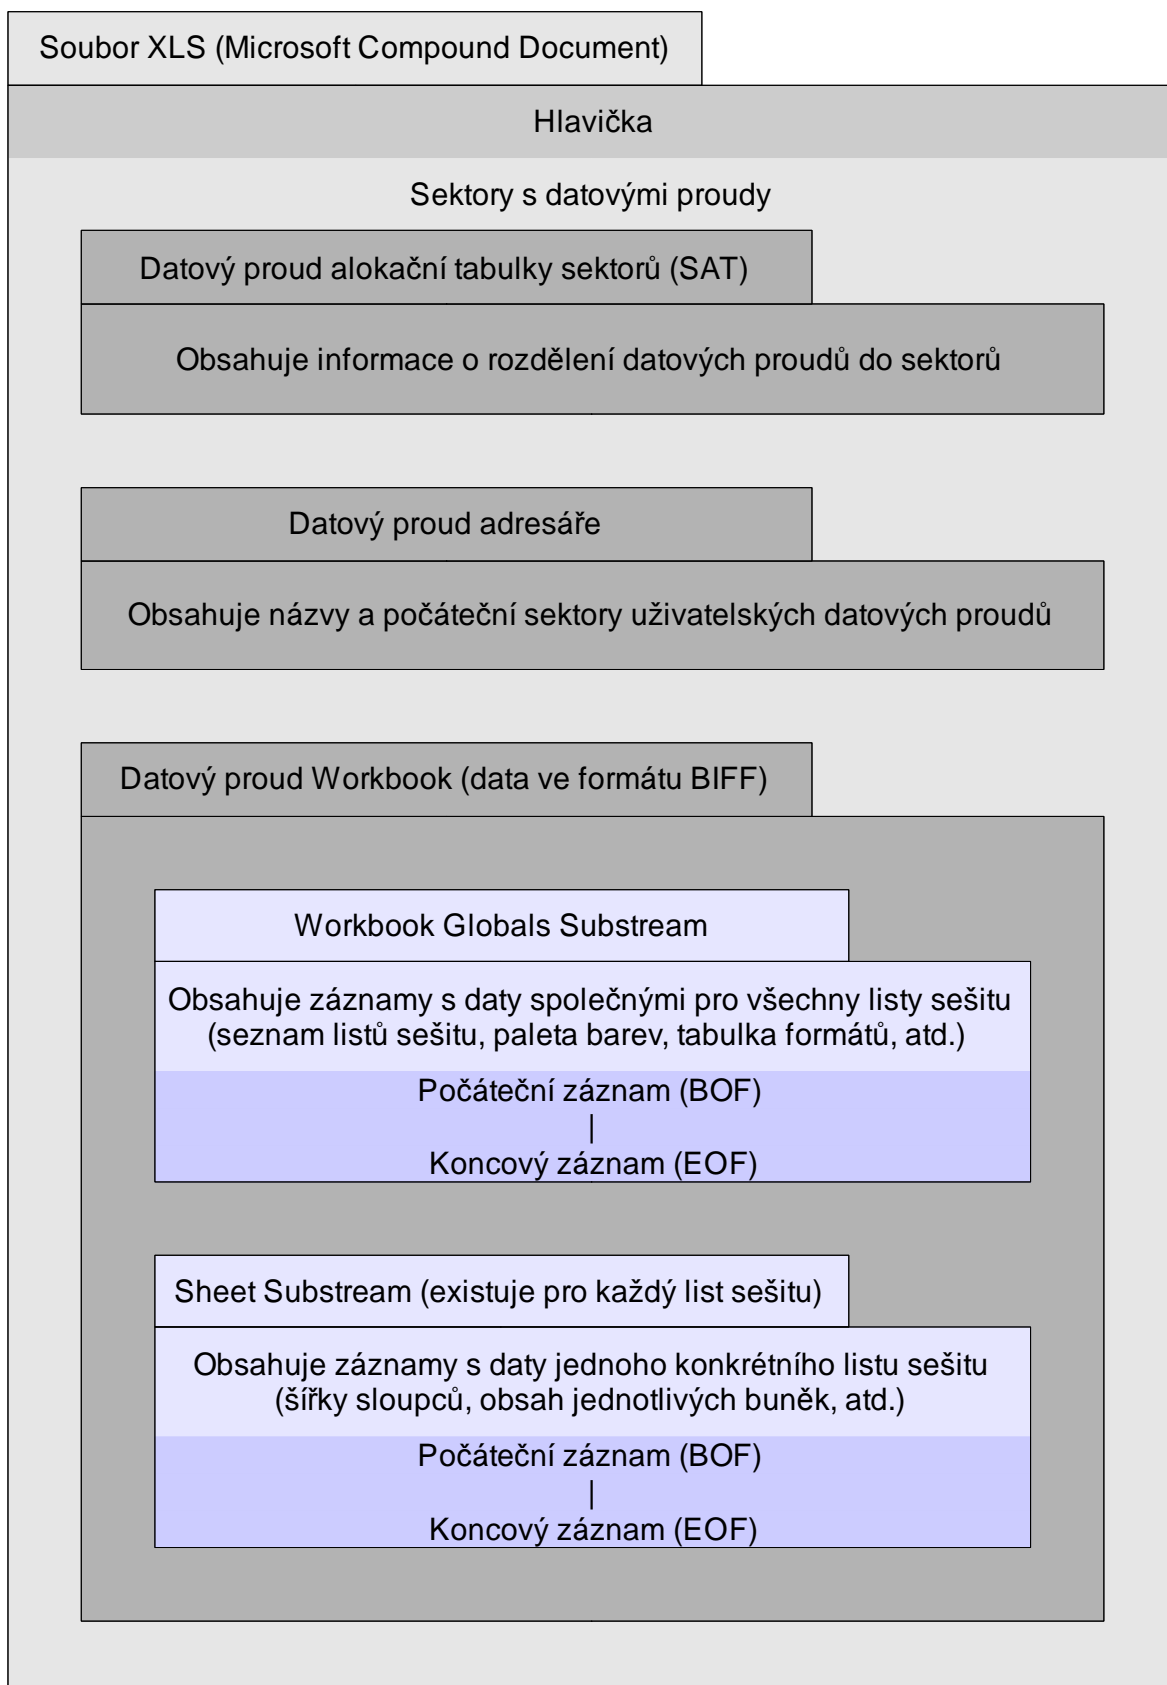 Soubor XLS (Microsoft Compound Document)
Hlavička
Sektory s datovými proudy
Datový proud alokační tabulky sektorů (SAT)
Obsahuje informace o rozdělení datových proudů do sektorů
Datový proud adresáře
Obsahuje názvy a počáteční sektory uživatelských datových proudů
Datový proud Workbook (data ve formátu BIFF)
Workbook Globals Substream
Obsahuje záznamy s daty společnými pro všechny listy sešitu
(seznam listů sešitu, paleta barev, tabulka formátů, atd.)
Počáteční záznam (BOF)
|
Koncový záznam (EOF)
Sheet Substream (existuje pro každý list sešitu)
Obsahuje záznamy s daty jednoho konkrétního listu sešitu
(šířky sloupců, obsah jednotlivých buněk, atd.)
Počáteční záznam (BOF)
|
Koncový záznam (EOF)